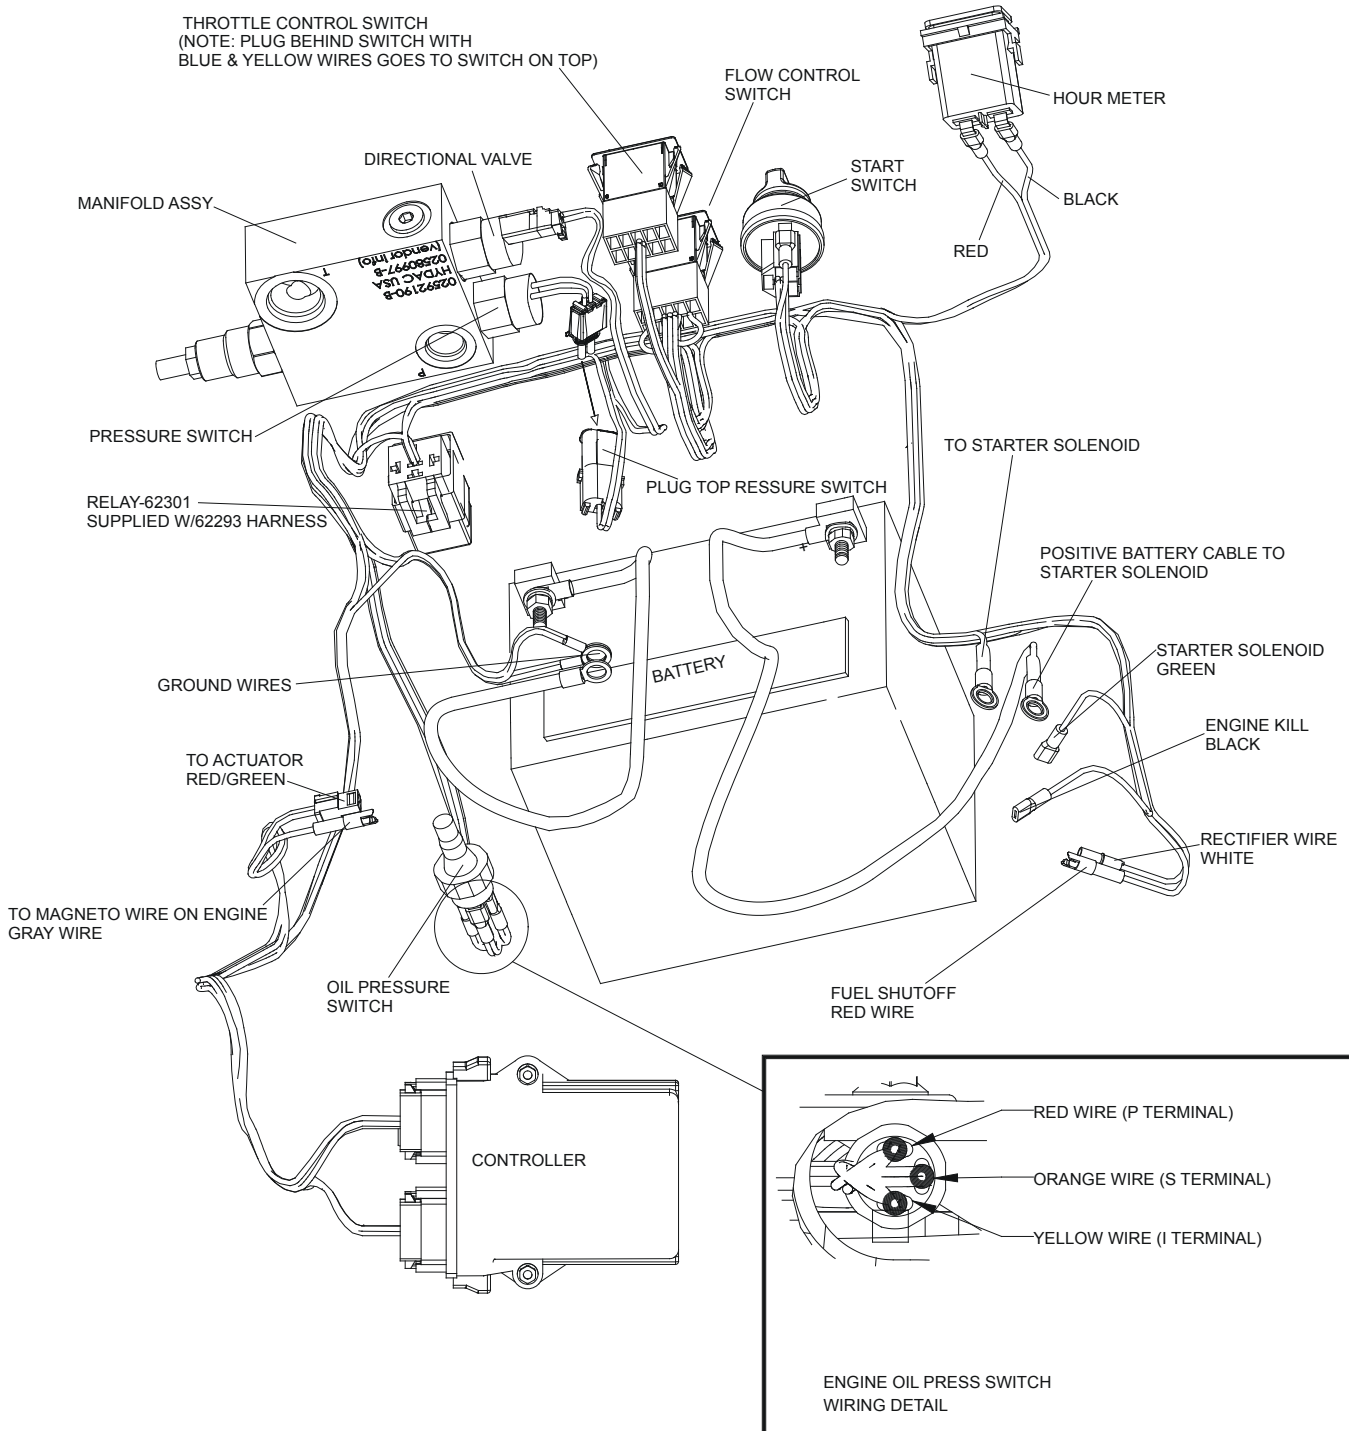 THROTTLE CONTROL SWITCH
(NOTE: PLUG BEHIND SWITCH WITH
BLUE & YELLOW WIRES GOES TO SWITCH ON TOP)
FLOW CONTROL
SWITCH
HOUR METER
DIRECTIONAL VALVE
START
SWITCH
MANIFOLD ASSY
BLACK
RED
T
02592190-B
HYDAC USA
02580997-B
(Vendor Info)
P
PRESSURE SWITCH
TO STARTER SOLENOID
PLUG TOP RESSURE SWITCH
RELAY-62301
SUPPLIED W/62293 HARNESS
+
POSITIVE BATTERY CABLE TO
STARTER SOLENOID
BATTERY
STARTER SOLENOID
GREEN
GROUND WIRES
ENGINE KILL
BLACK
TO ACTUATOR
RED/GREEN
RECTIFIER WIRE
WHITE
TO MAGNETO WIRE ON ENGINE
GRAY WIRE
OIL PRESSURE
SWITCH
FUEL SHUTOFF
RED WIRE
CONTROLLER
RED WIRE (P TERMINAL)
ORANGE WIRE (S TERMINAL)
YELLOW WIRE (I TERMINAL)
ENGINE OIL PRESS SWITCH
WIRING DETAIL